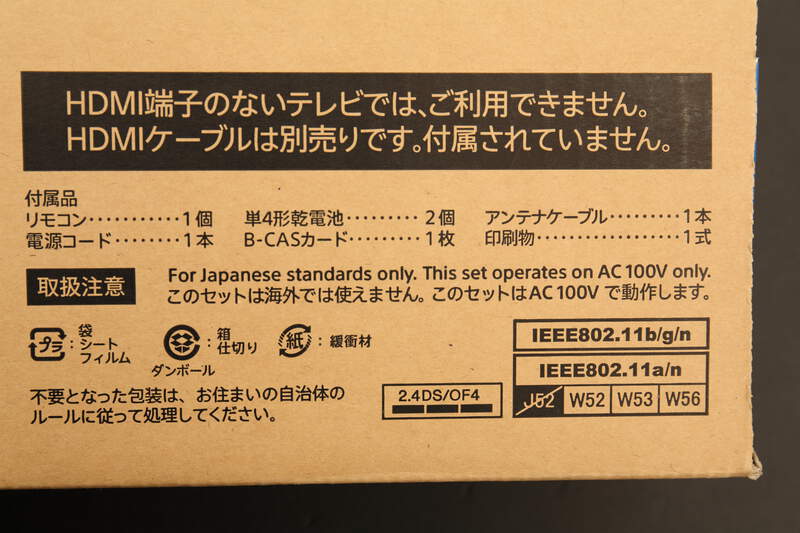 HDMI端子のないテレビでは、ご利用できません。
HDMIケーブルは別売りです。付属されていません。
付属品
リモコン･･･････････1個 単4形乾電池･････････2個 アンテナケーブル･････････1本
電源コード････････1本 B-CASカード･････････1枚 印刷物･･････････････････1式
取扱注意
For Japanese standards only. This set operates on AC100V only.
このセットは海外では使えません。このセットはAC100Vで動作します。
プラ:袋
シート
フィルム
ダンボール
:箱
仕切り
紙:緩衝材
不要となった包装は、お住まいの自治体の
ルールに従って処理してください。
2.4DS/OF4
IEEE802.11b/g/n
IEEE802.11a/n
J52 W52 W53 W56